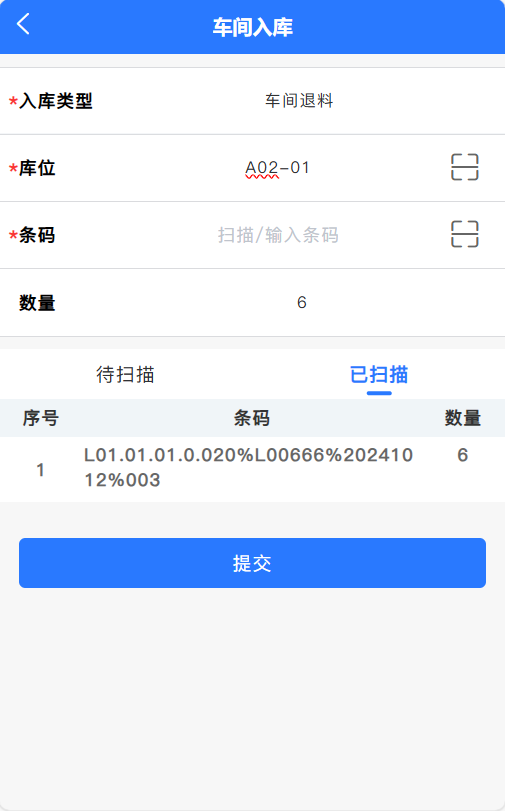 车间入库
*入库类型 车间退料
*库位 A02-01
*条码 扫描/输入条码
数量 6
待扫描 已扫描
序号 条码 数量
1 L01.01.01.0.020%L00666%202410 6
12%003
提交